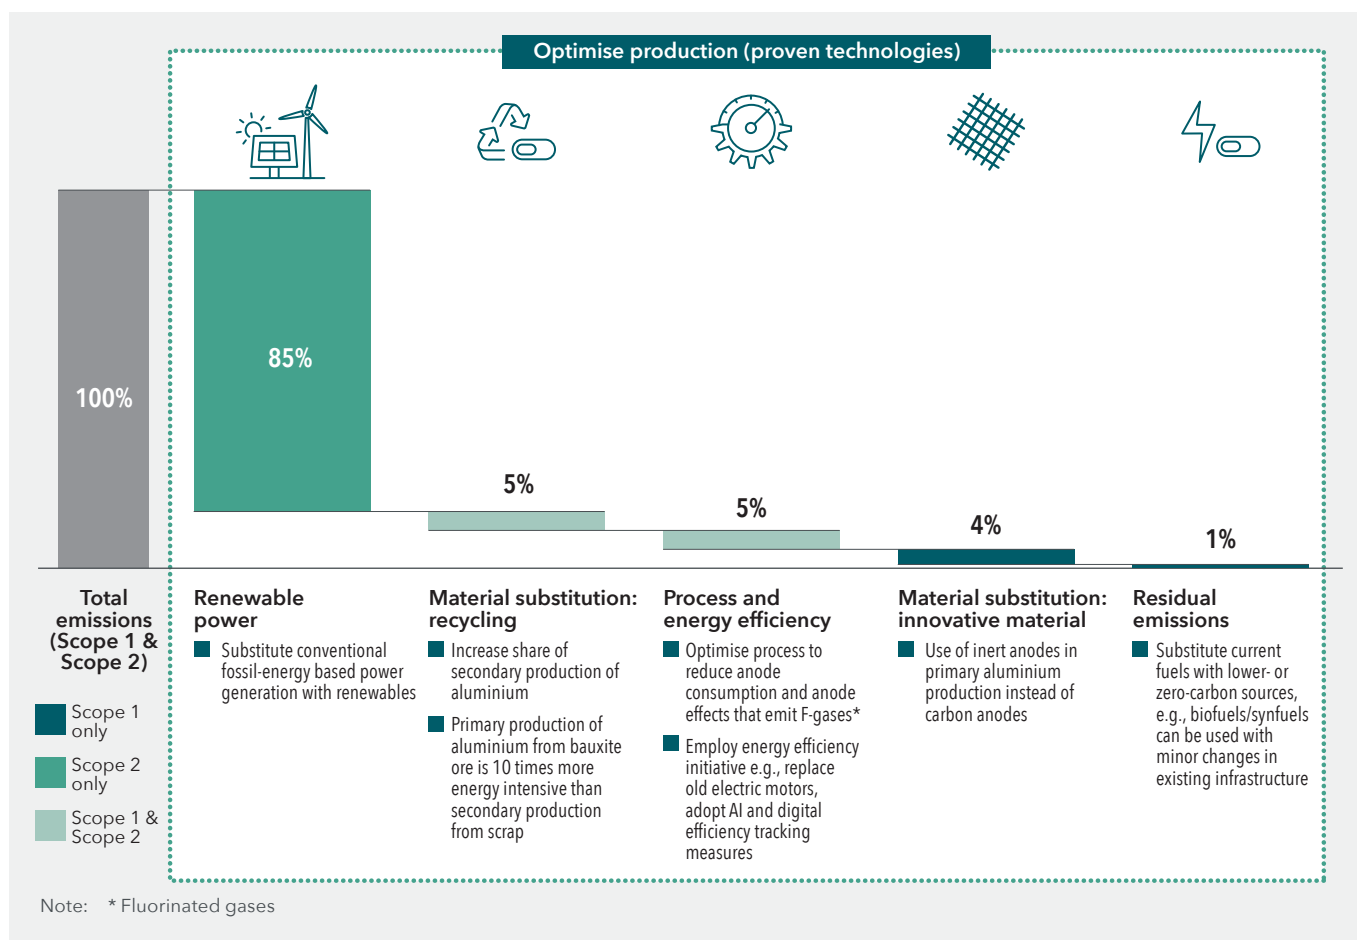 Optimise production (proven technologies)
100%
85%
5%
5%
4%
1%
Total
emissions
(Scope 1 &
Scope 2)
Scope 1
only
Scope 2
only
Scope 1 &
Scope 2
Renewable
power
Substitute conventional
fossil-energy based power
generation with renewables
Material substitution:
recycling
Increase share of
secondary production of
aluminium
Primary production of
aluminium from bauxite
ore is 10 times more
energy intensive than
secondary production
from scrap
Process and
energy efficiency
Optimise process to
reduce anode
consumption and anode
effects that emit F-gases*
Employ energy efficiency
initiative e.g., replace
old electric motors,
adopt AI and digital
efficiency tracking
measures
Material substitution:
innovative material
Use of inert anodes in
primary aluminium
production instead of
carbon anodes
Residual
emissions
Substitute current
fuels with lower- or
zero-carbon sources,
e.g., biofuels/synfuels
can be used with
minor changes in
existing infrastructure
Note: * Fluorinated gases